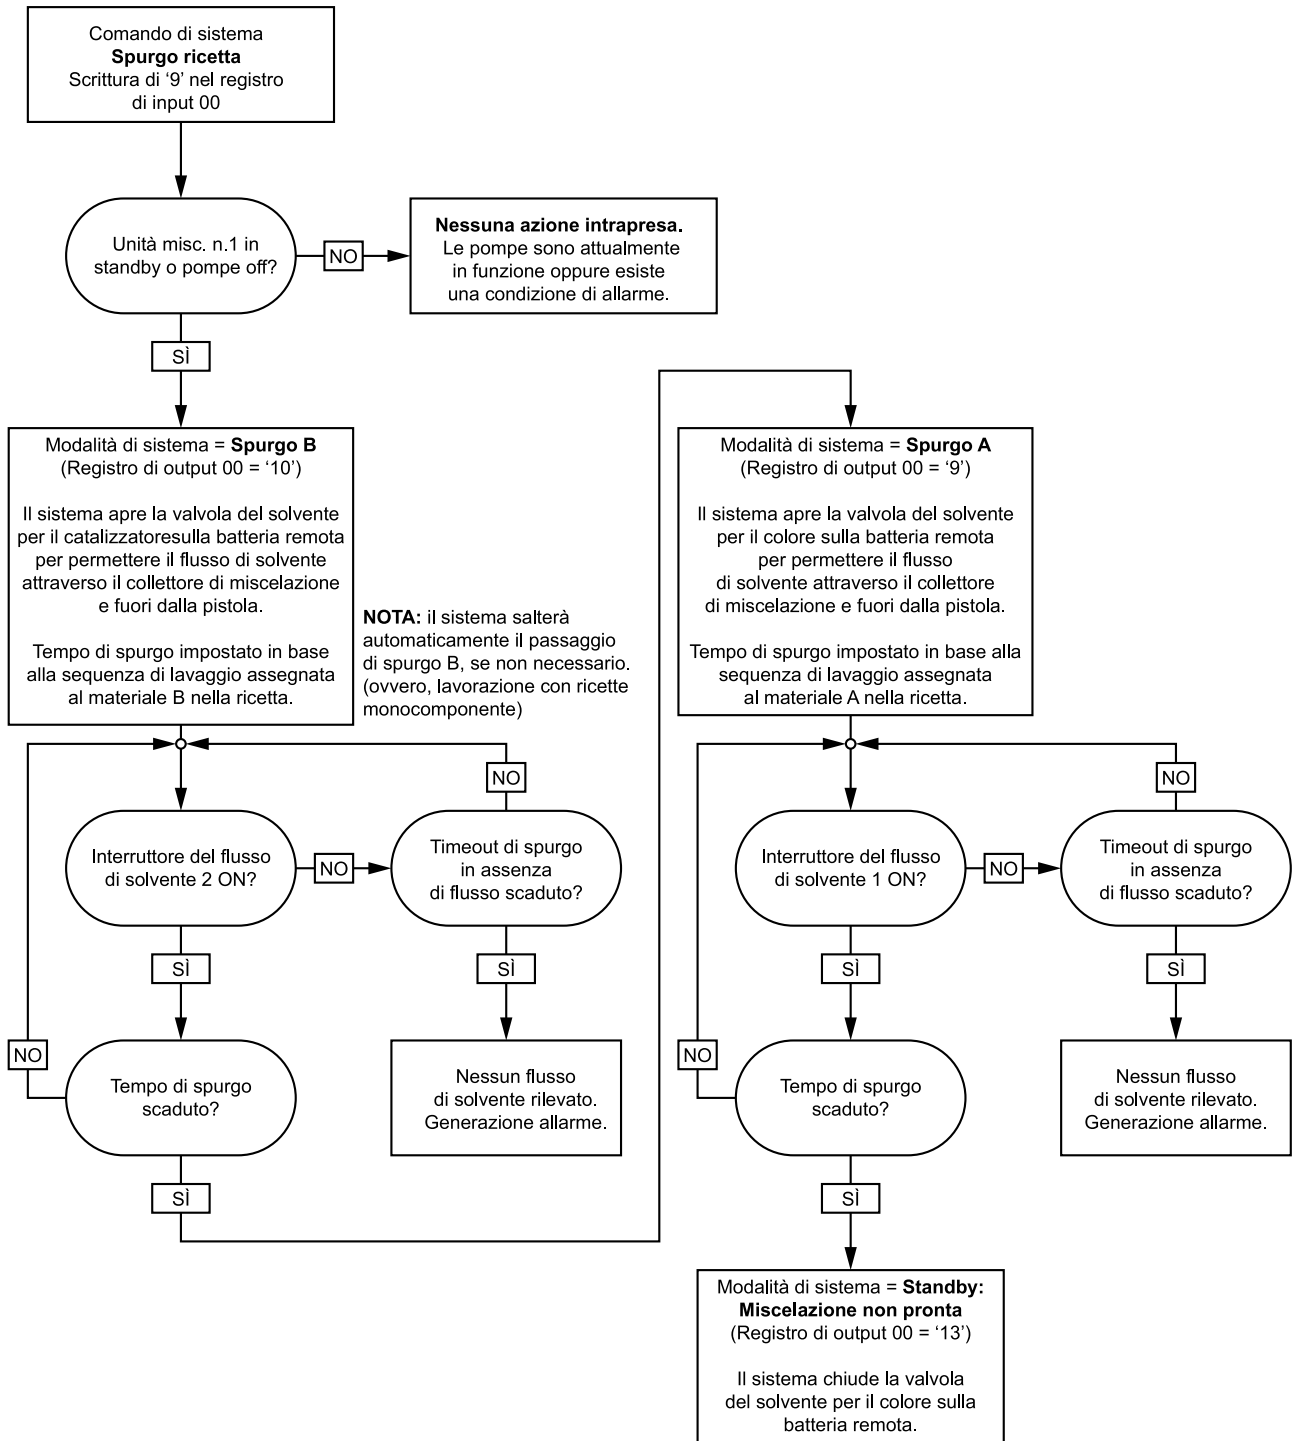 Comando di sistema
Spurgo ricetta
Scrittura di ‘9’ nel registro
di input 00
Unità misc. n.1 in
standby o pompe off?
NO
Nessuna azione intrapresa.
Le pompe sono attualmente
in funzione oppure esiste
una condizione di allarme.
SÌ
Modalità di sistema = Spurgo B
(Registro di output 00 = ‘10’)
Il sistema apre la valvola del solvente
per il catalizzatoresulla batteria remota
per permettere il flusso di solvente
attraverso il collettore di miscelazione
e fuori dalla pistola.
Tempo di spurgo impostato in base
alla sequenza di lavaggio assegnata
al materiale B nella ricetta.
NOTA: il sistema salterà
automaticamente il passaggio
di spurgo B, se non necessario.
(ovvero, lavorazione con ricette
monocomponente)
Interruttore del flusso
di solvente 2 ON?
NO
Timeout di spurgo
in assenza
di flusso scaduto?
NO
SÌ
SÌ
Nessun flusso
di solvente rilevato.
Generazione allarme.
Tempo di spurgo
scaduto?
NO
SÌ
Modalità di sistema = Spurgo A
(Registro di output 00 = ‘9’)
Il sistema apre la valvola del solvente
per il colore sulla batteria remota
per permettere il flusso
di solvente attraverso il collettore
di miscelazione e fuori dalla pistola.
Tempo di spurgo impostato in base alla
sequenza di lavaggio assegnata
al materiale A nella ricetta.
Interruttore del flusso
di solvente 1 ON?
NO
Timeout di spurgo
in assenza
di flusso scaduto?
NO
SÌ
SÌ
Nessun flusso
di solvente rilevato.
Generazione allarme.
Tempo di spurgo
scaduto?
NO
SÌ
Modalità di sistema = Standby:
Miscelazione non pronta
(Registro di output 00 = ‘13’)
Il sistema chiude la valvola
del solvente per il colore sulla
batteria remota.